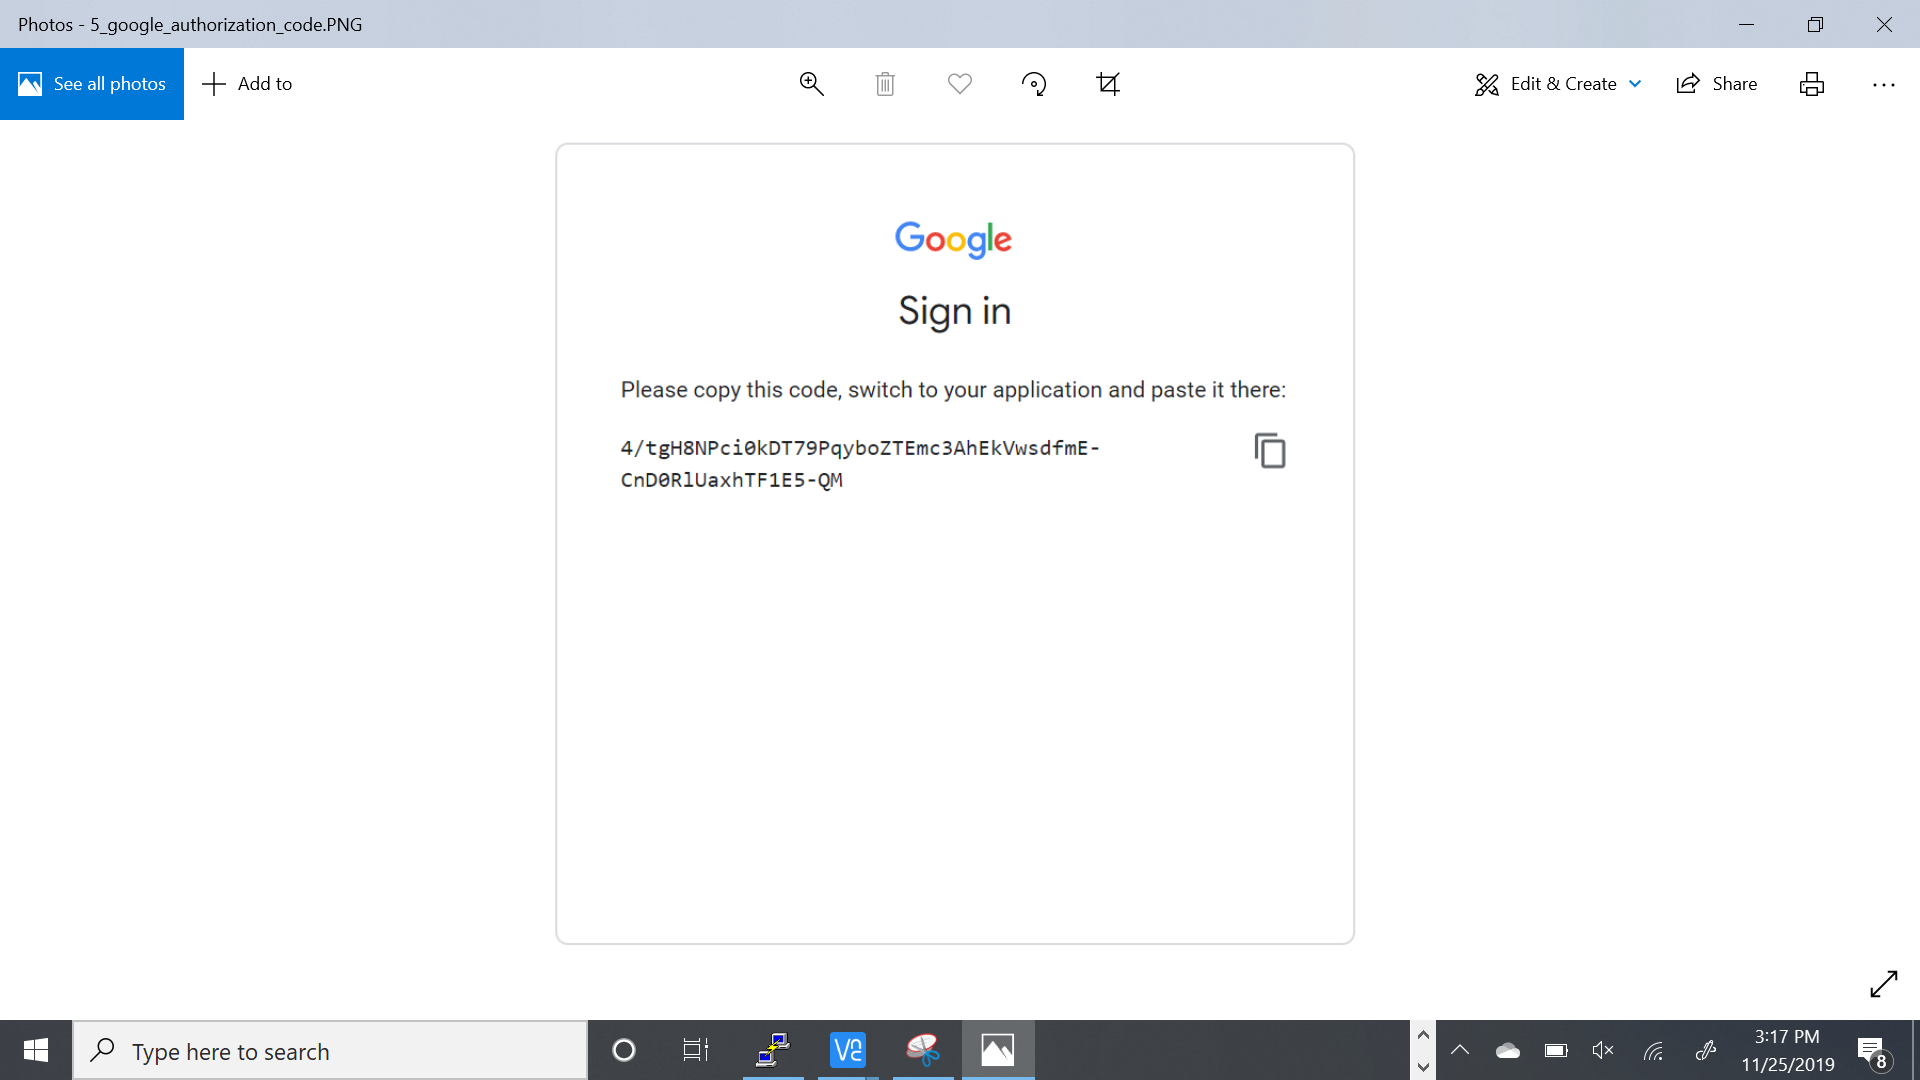 Photos - 5_google_authorization_code.PNG
See all photos
Add to
Edit & Create
Share
Google
Sign in
Please copy this code, switch to your application and paste it there:
4/tgH8NPci0kDT79PqyboZTEmc3AhEkVwsdfmE-
CnD0RlUaxhTF1E5-QM
Type here to search
VS
3:17 PM
11/25/2019
8